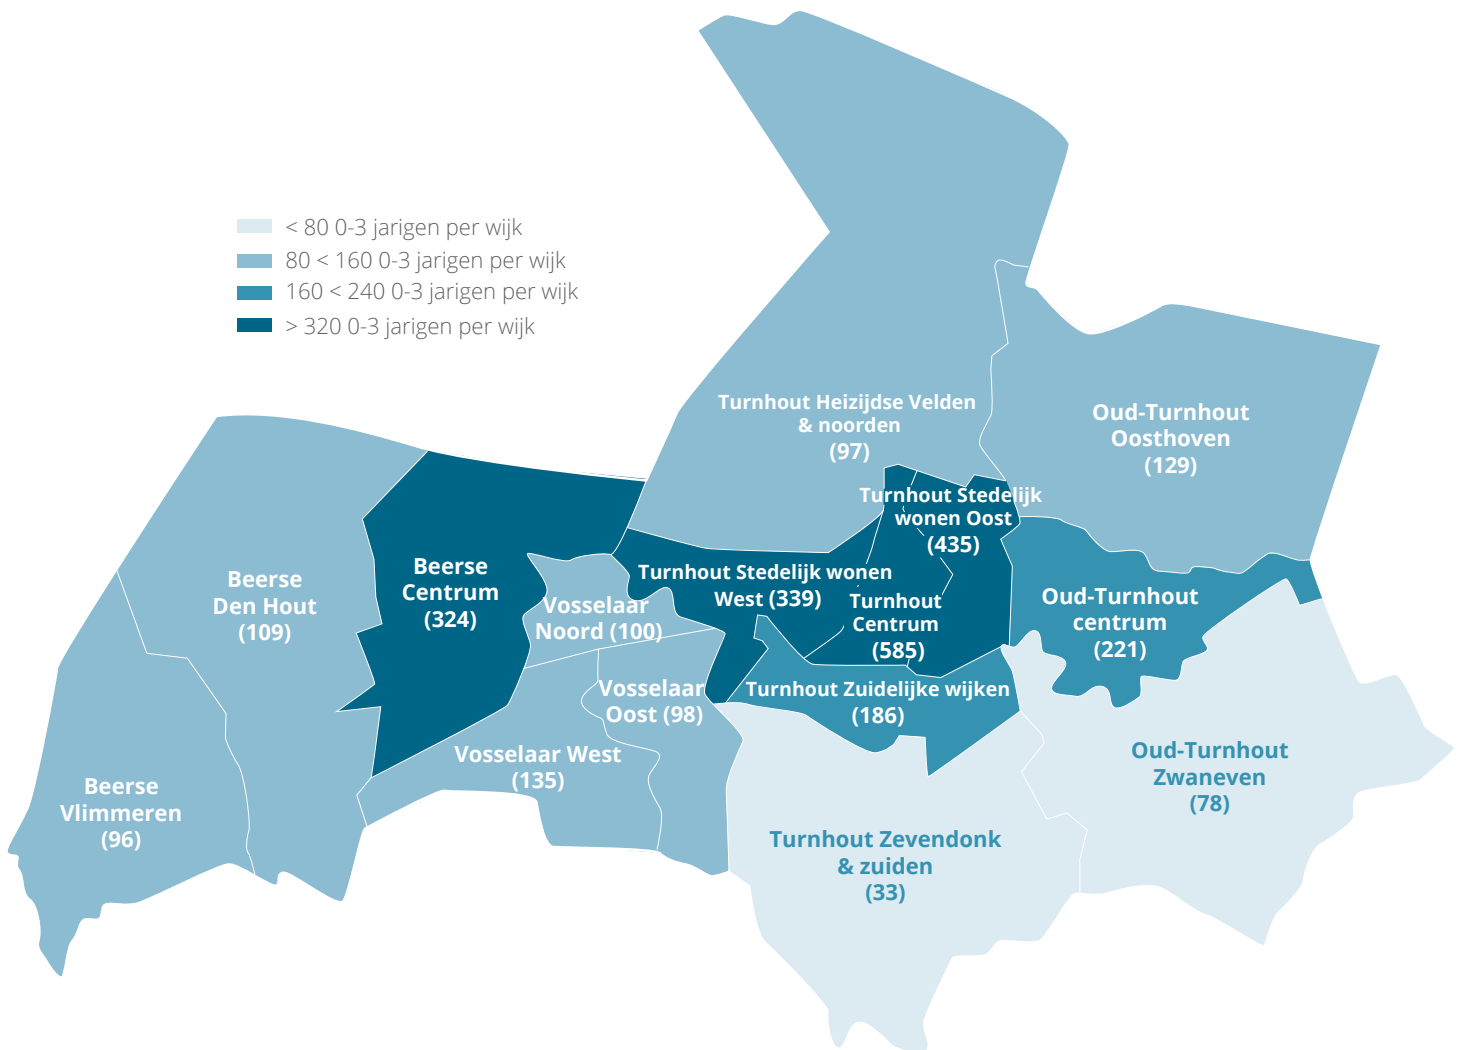 < 80 0-3 jarigen per wijk
80 < 160 0-3 jarigen per wijk
160 < 240 0-3 jarigen per wijk
> 320 0-3 jarigen per wijk
Turnhout Heizijdse Velden
& noorden
(97)
Oud-Turnhout
Oosthoven
(129)
Turnhout Stedelijk
wonen Oost
(435)
Beerse
Centrum
(324)
Beerse
Den Hout
(109)
Turnhout Stedelijk wonen
West (339)
Vosselaar
Noord (100)
Turnhout
Centrum
(585)
Oud-Turnhout
centrum
(221)
Vosselaar
Oost (98)
Turnhout Zuidelijke wijken
(186)
Vosselaar West
(135)
Oud-Turnhout
Zwaneven
(78)
Beerse
Vlimmeren
(96)
Turnhout Zevendonk
& zuiden
(33)